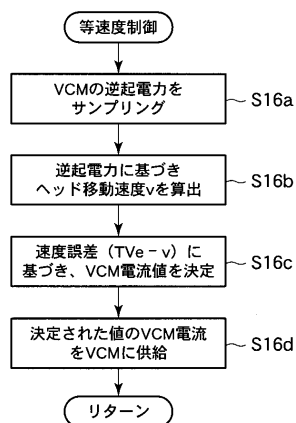 等速度制御
VCMの逆起電力を
サンプリング
S16a
逆起電力に基づき
ヘッド移動速度vを算出
S16b
速度誤差（TVe－v）に
基づき、VCM電流値を決定
S16c
決定された値のVCM電流
をVCMに供給
S16d
リターン